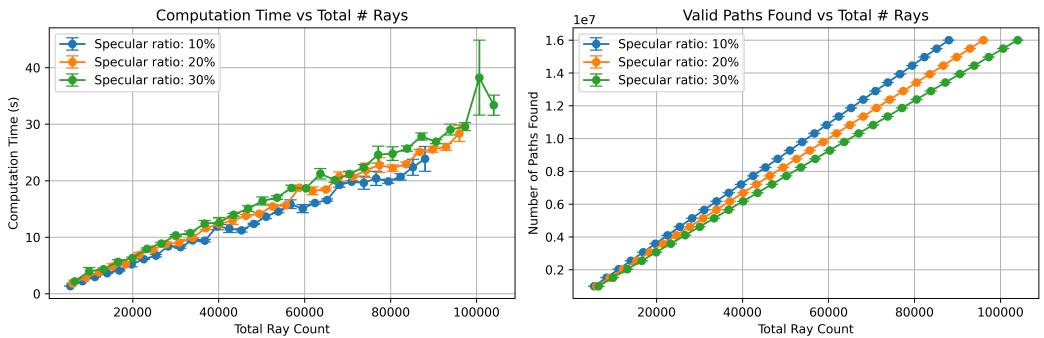 Computation Time vs Total # Rays
Computation Time (s)
40
30
20
10
0
Specular ratio: 10%
Specular ratio: 20%
Specular ratio: 30%
20000 40000 60000 80000 100000
Total Ray Count
Valid Paths Found vs Total # Rays
1e7
Number of Paths Found
1.6
1.4
1.2
1.0
0.8
0.6
0.4
0.2
Specular ratio: 10%
Specular ratio: 20%
Specular ratio: 30%
20000 40000 60000 80000 100000
Total Ray Count